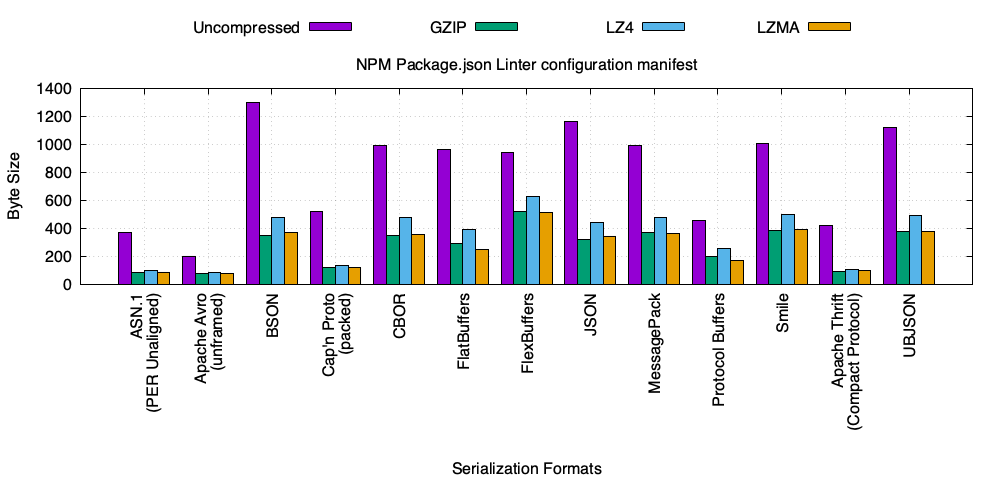 Uncompressed GZIP LZ4 LZMA
NPM Package.json Linter configuration manifest
Byte Size
1400
1200
1000
800
600
400
200
0
ASN.1
(PER Unaligned)
Apache Avro
(unframed)
BSON
Cap'n Proto
(packed)
CBOR
FlatBuffers
FlexBuffers
JSON
MessagePack
Protocol Buffers
Smile
Apache Thrift
(Compact Protocol)
UBJSON
Serialization Formats